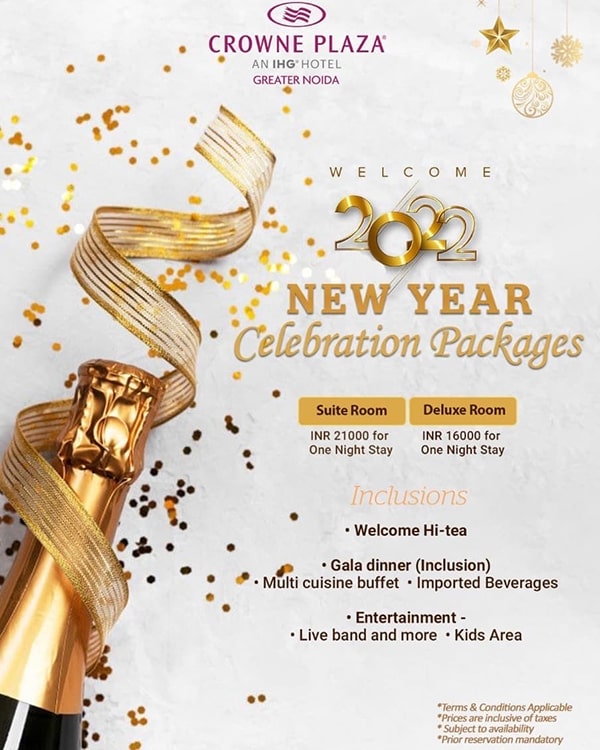 CROWNE PLAZA®
AN IHG® HOTEL
GREATER NOIDA
WELCOME
2022
NEW YEAR
Celebration Packages
Suite Room
Deluxe Room
INR 21000 for
One Night Stay
INR 16000 for
One Night Stay
Inclusions
• Welcome Hi-tea
• Gala dinner (Inclusion)
• Multi cuisine buffet • Imported Beverages
• Entertainment -
• Live band and more • Kids Area
*Terms & Conditions Applicable
*Prices are inclusive of taxes
* Subject to availability
*Prior reservation mandatory